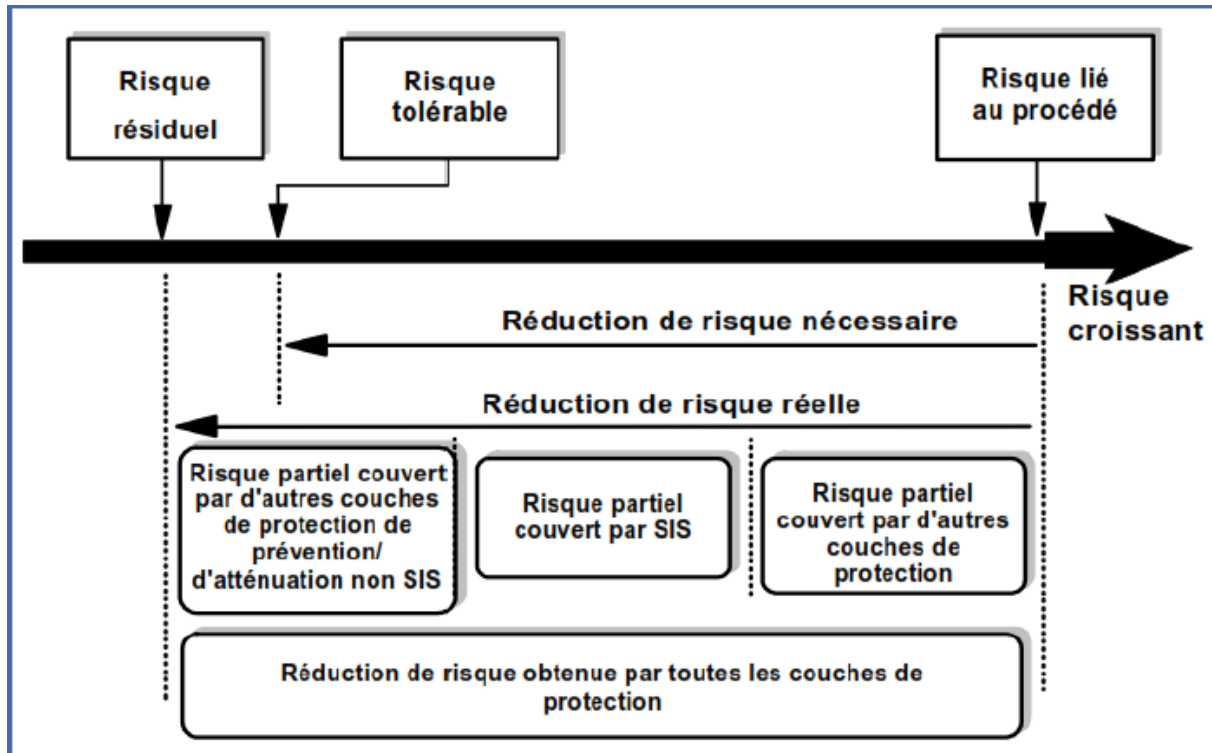 Risque
résiduel
Risque
tolérable
Risque lié
au procédé
Risque
croissant
Réduction de risque nécessaire
Réduction de risque réelle
Risque partiel couvert
par d'autres couches
de protection de
prévention/
d'atténuation non SIS
Risque partiel
couvert par SIS
Risque partiel
couvert par d'autres
couches de
protection
Réduction de risque obtenue par toutes les couches de
protection